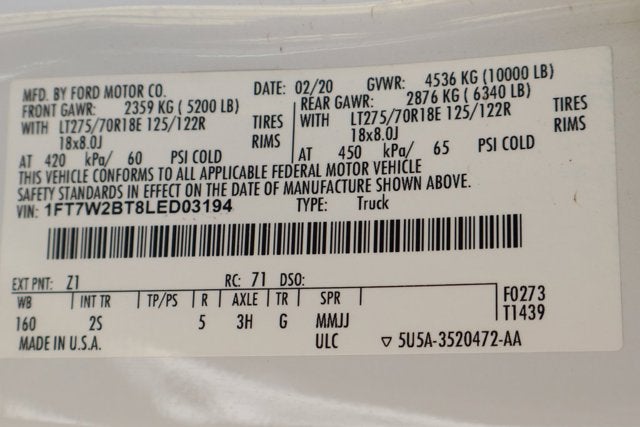 MFD. BY FORD MOTOR CO. DATE: 02/20 GVWR: 4536 KG (10000 LB)
FRONT GAWR: 2359 KG ( 5200 LB) REAR GAWR: 2876 KG ( 6340 LB)
WITH LT275/70R18E 125/122R TIRES WITH LT275/70R18E 125/122R TIRES
18x8.0J RIMS 18x8.0J RIMS
AT 420 kPa/ 60 PSI COLD AT 450 kPa/ 65 PSI COLD
THIS VEHICLE CONFORMS TO ALL APPLICABLE FEDERAL MOTOR VEHICLE
SAFETY STANDARDS IN EFFECT ON THE DATE OF MANUFACTURE SHOWN ABOVE.
VIN: 1FT7W2BT8LED03194 TYPE: Truck
EXT PNT: Z1 RC: 71 DSO:
WB | INT TR | TP/PS | R | AXLE | TR | SPR | F0273
160 2S 5 3H G MMJJ T1439
MADE IN U.S.A. ULC ▽ 5U5A-3520472-AA